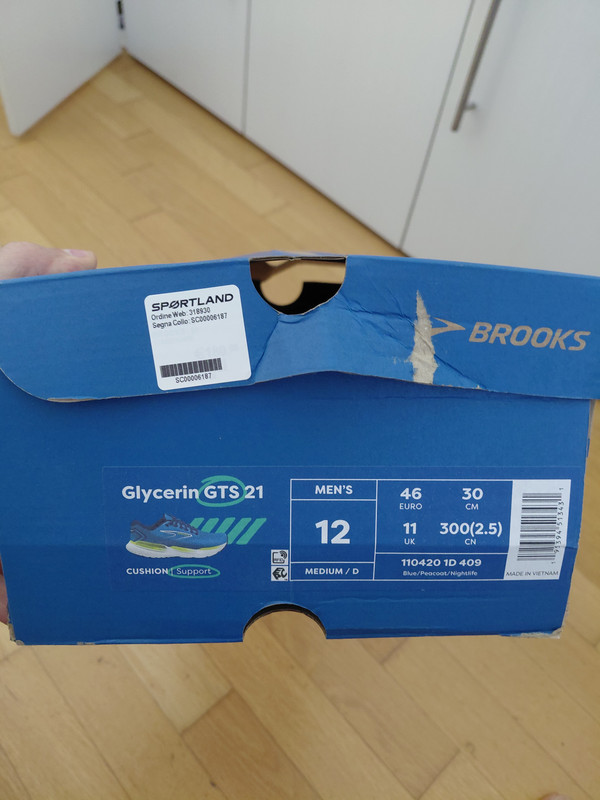 SPØRTLAND
Ordine Web: 318930
Segna Collo: SC00006187
SC00006187
BROOKS
Glycerin GTS 21
CUSHION Support
MEN'S
12
MEDIUM / D
46 EURO
30 CM
11 UK
300(2.5) CN
110420 1D 409
Blue/Peacoat/Nightlife
MADE IN VIETNAM